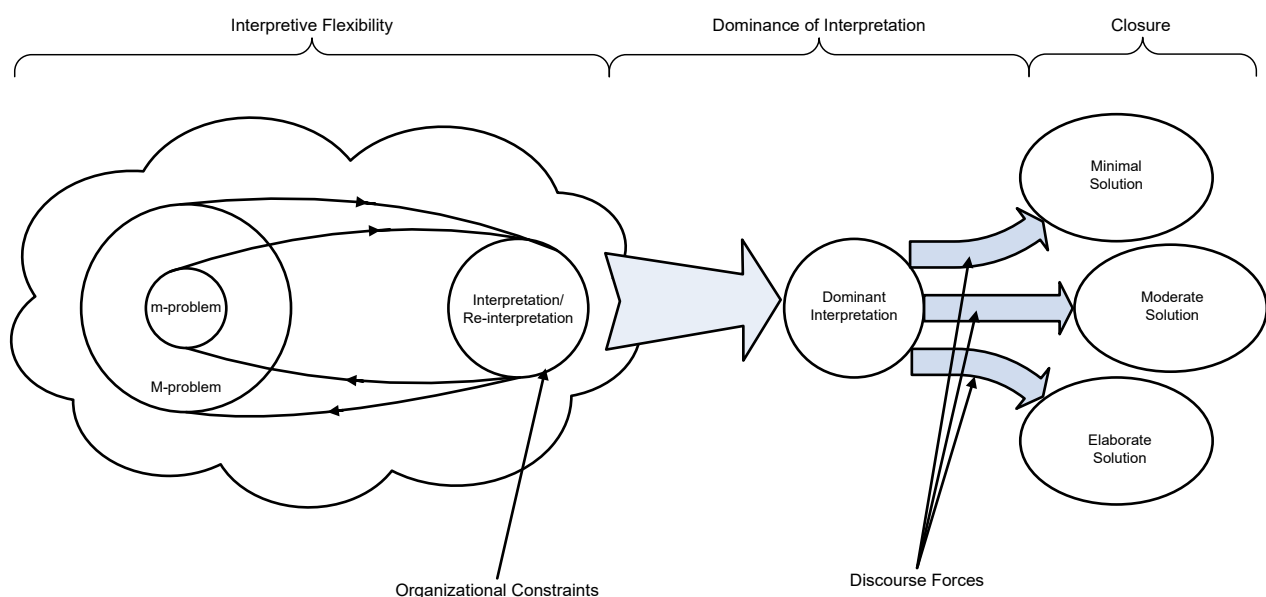 Interpretive Flexibility
Dominance of Interpretation
Closure
m-problem
M-problem
Interpretation/
Re-interpretation
Dominant
Interpretation
Minimal
Solution
Moderate
Solution
Elaborate
Solution
Organizational Constraints
Discourse Forces